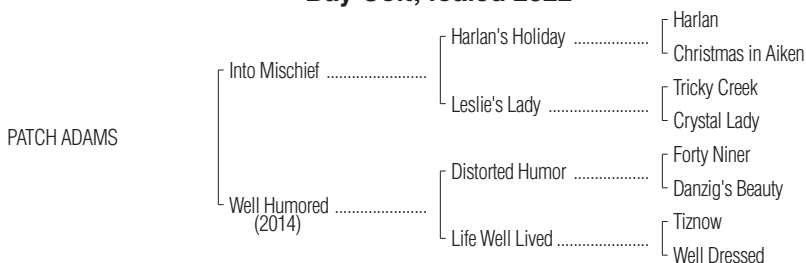 Bay Colt; foaled 2022
Harlan
Harlan's Holiday ..................
Christmas in Aiken
Into Mischief ........................
Tricky Creek
Leslie's Lady ........................
Crystal Lady
PATCH ADAMS
Forty Niner
Distorted Humor ..................
Danzig's Beauty
Well Humored ......................
(2014)
Tiznow
Life Well Lived ......................
Well Dressed